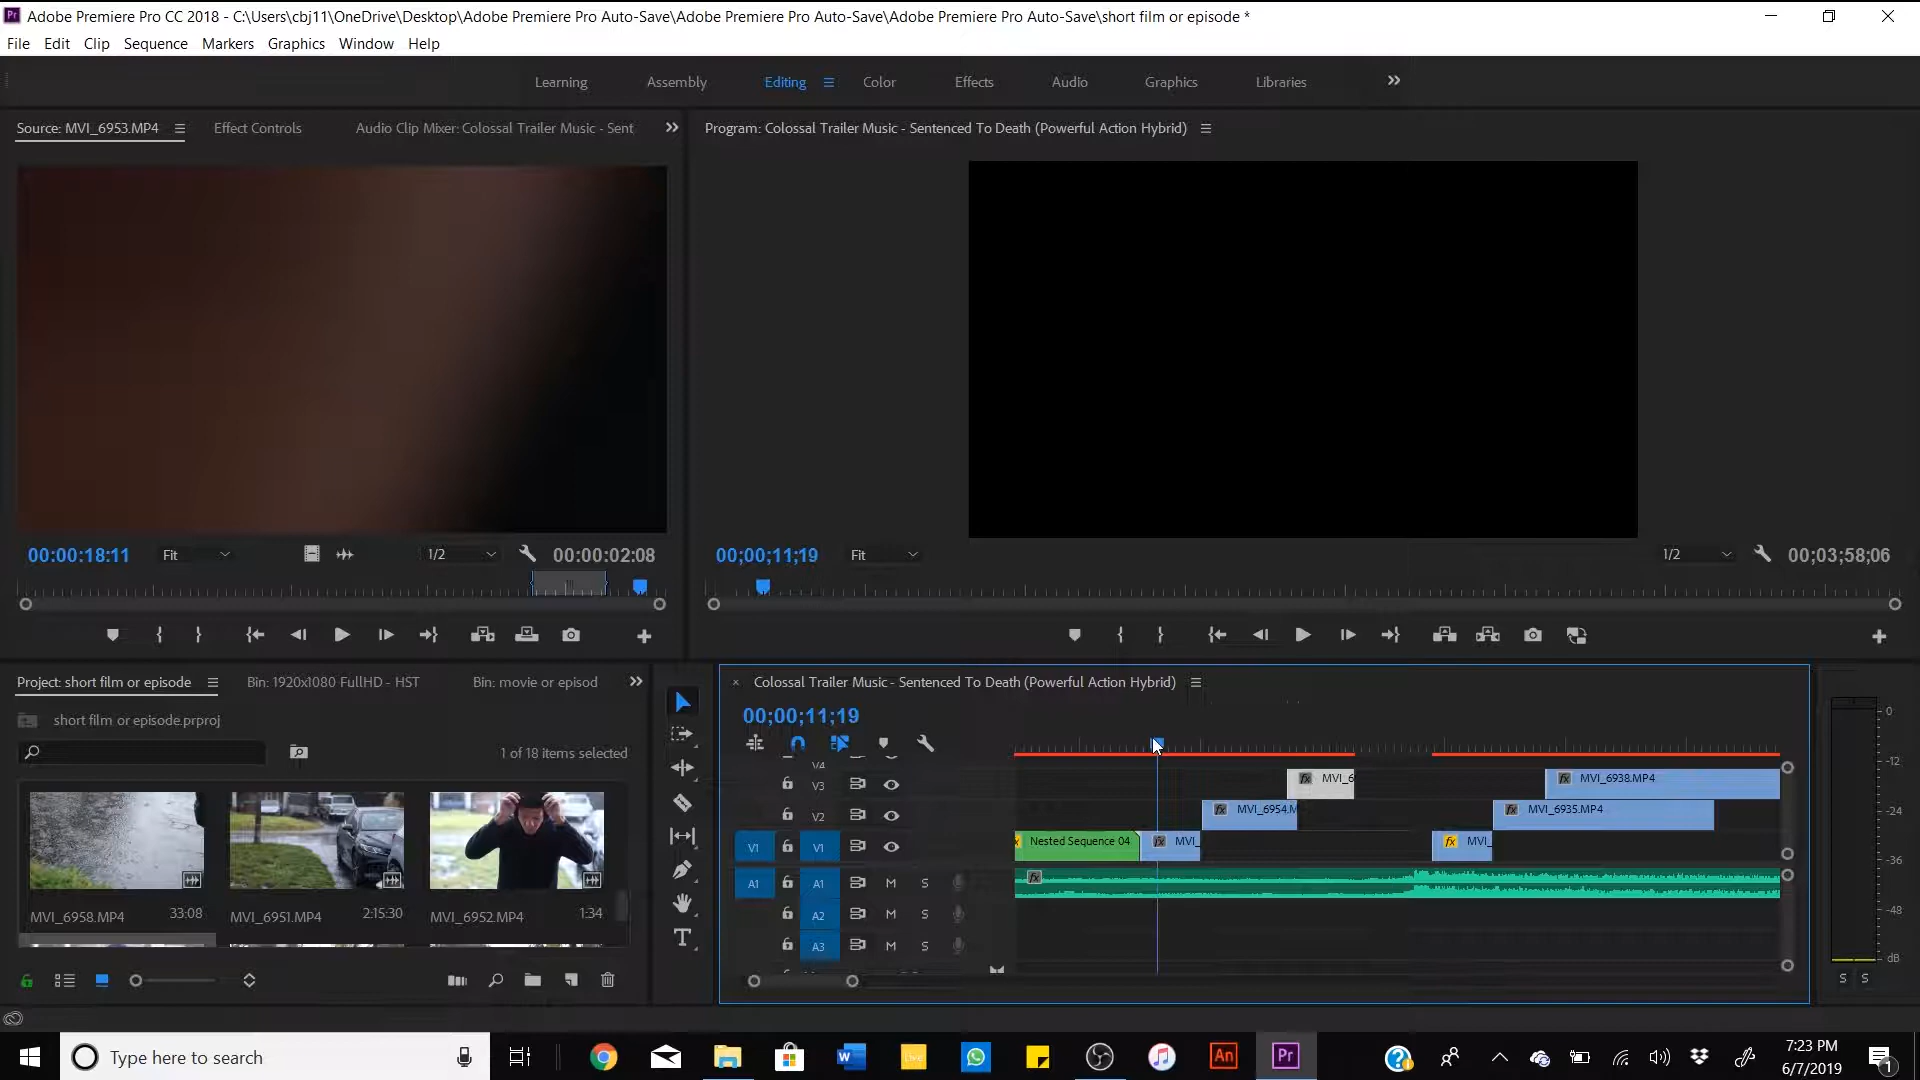 Adobe Premiere Pro CC 2018 - C:\Users\cbj11\OneDrive\Desktop\Adobe Premiere Pro Auto-Save\Adobe Premiere Pro Auto-Save\Adobe Premiere Pro Auto-Save\short film or episode *
File Edit Clip Sequence Markers Graphics Window Help
Learning Assembly Editing Color Effects Audio Graphics Libraries
Source: MVI_6953.MP4 Effect Controls Audio Clip Mixer: Colossal Trailer Music - Sent
Program: Colossal Trailer Music - Sentenced To Death (Powerful Action Hybrid)
00:00:18:11 Fit 1/2 00:00:02:08
00;00;11;19 Fit 1/2 00;03;58;06
Project: short film or episode Bin: 1920x1080 FullHD - HST Bin: movie or episod
short film or episode.prproj
1 of 18 items selected
MVI_6958.MP4 33:08
MVI_6951.MP4 2:15:30
MVI_6952.MP4 1:34
Colossal Trailer Music - Sentenced To Death (Powerful Action Hybrid)
00;00;11;19
V4
V3 fx MVI_6 fx MVI_6938.MP4
V2 fx MVI_6954.M fx MVI_6935.MP4
V1 V1 Nested Sequence 04 fx MVI_ fx MVI_
A1 A1 M S fx
A2 M S
A3 M S
0
-12
-24
-36
-48
dB
S S
Type here to search
7:23 PM
6/7/2019
1